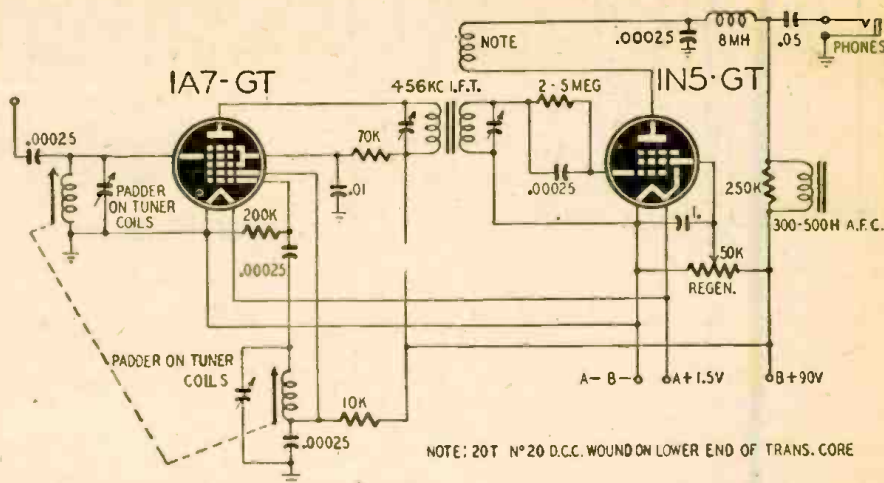 NOTE
.00025
8MH
.05
PHONES
1A7-GT
456KC I.F.T.
2-5 MEG
1N5·GT
.00025
70K
.01
.00025
250K
PADDER
ON TUNER
COILS
200K
.00025
.1
50K
REGEN.
300-500H A.F.C.
PADDER ON TUNER
COILS
10K
.00025
A- B-
A+1.5V
B+90V
NOTE: 20T Nº20 D.C.C. WOUND ON LOWER END OF TRANS. CORE